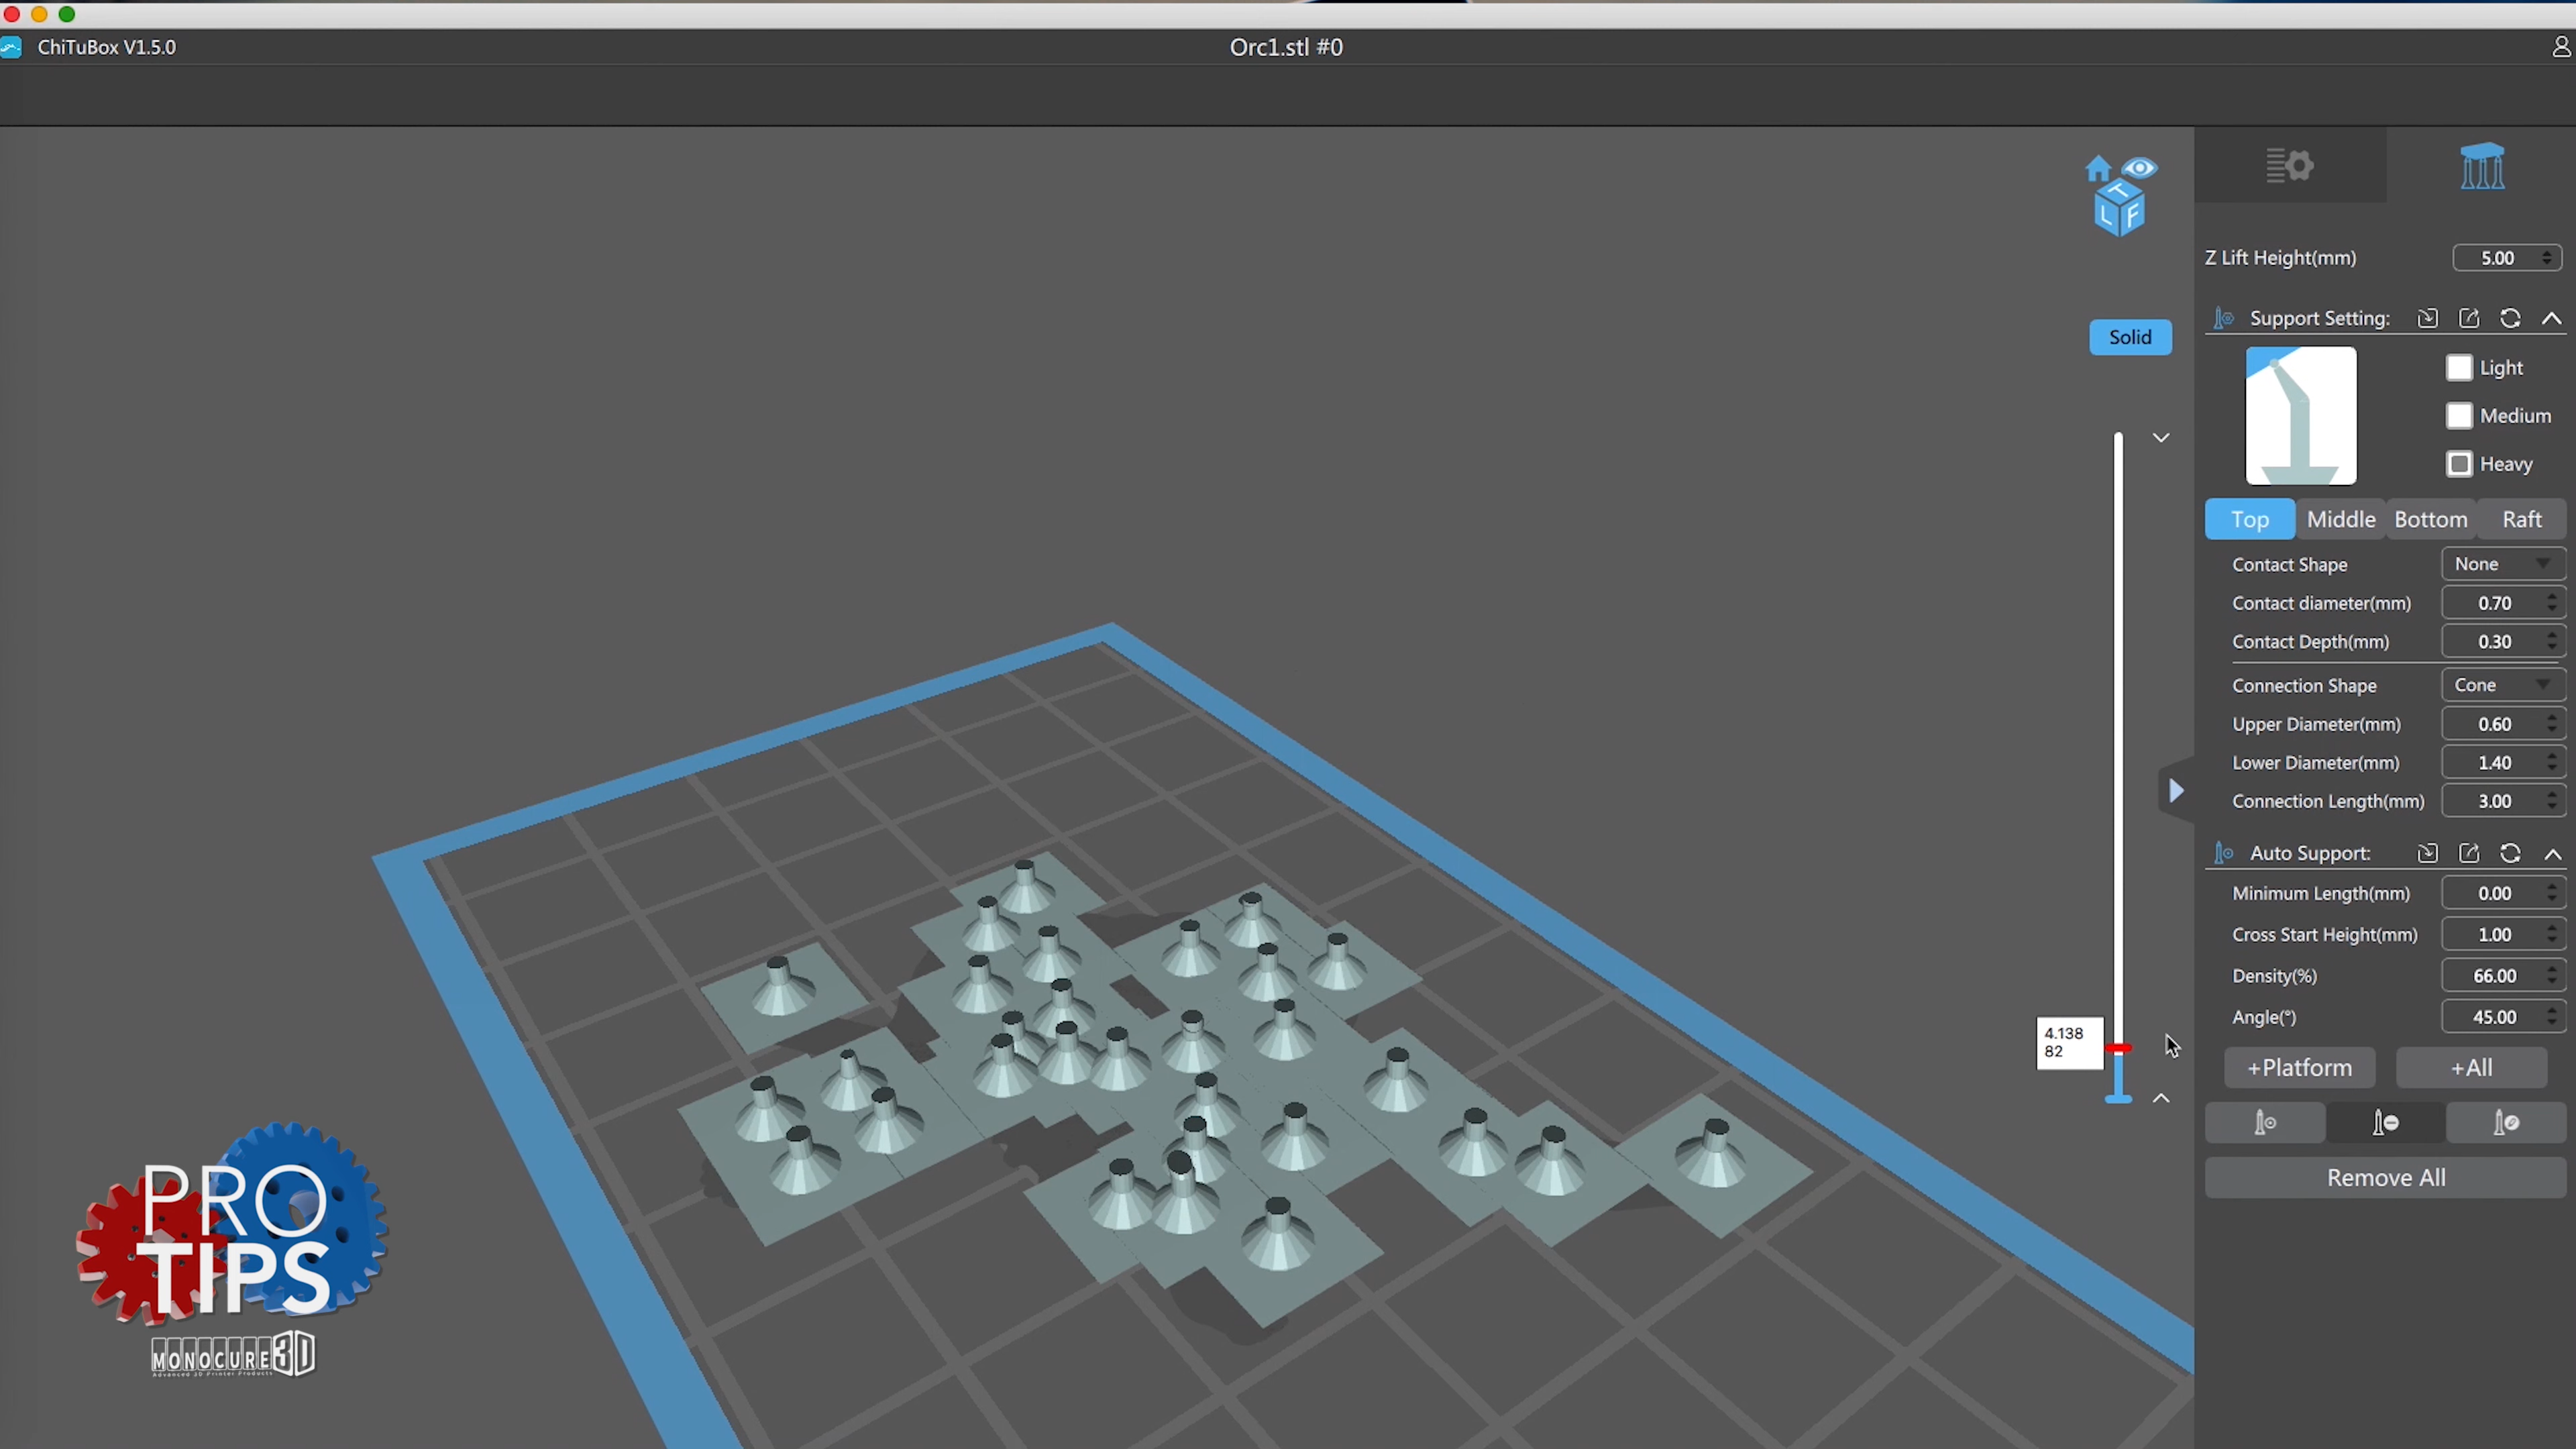 ChiTuBox V1.5.0
Orc1.stl #0
T
L F
Solid
4.138
82
Z Lift Height(mm) 5.00
Support Setting:
Light
Medium
Heavy
Top Middle Bottom Raft
Contact Shape None
Contact diameter(mm) 0.70
Contact Depth(mm) 0.30
Connection Shape Cone
Upper Diameter(mm) 0.60
Lower Diameter(mm) 1.40
Connection Length(mm) 3.00
Auto Support:
Minimum Length(mm) 0.00
Cross Start Height(mm) 1.00
Density(%) 66.00
Angle(°) 45.00
+Platform +All
Remove All
PRO
TIPS
MONOCURE3D
Advanced 3D Printer Products